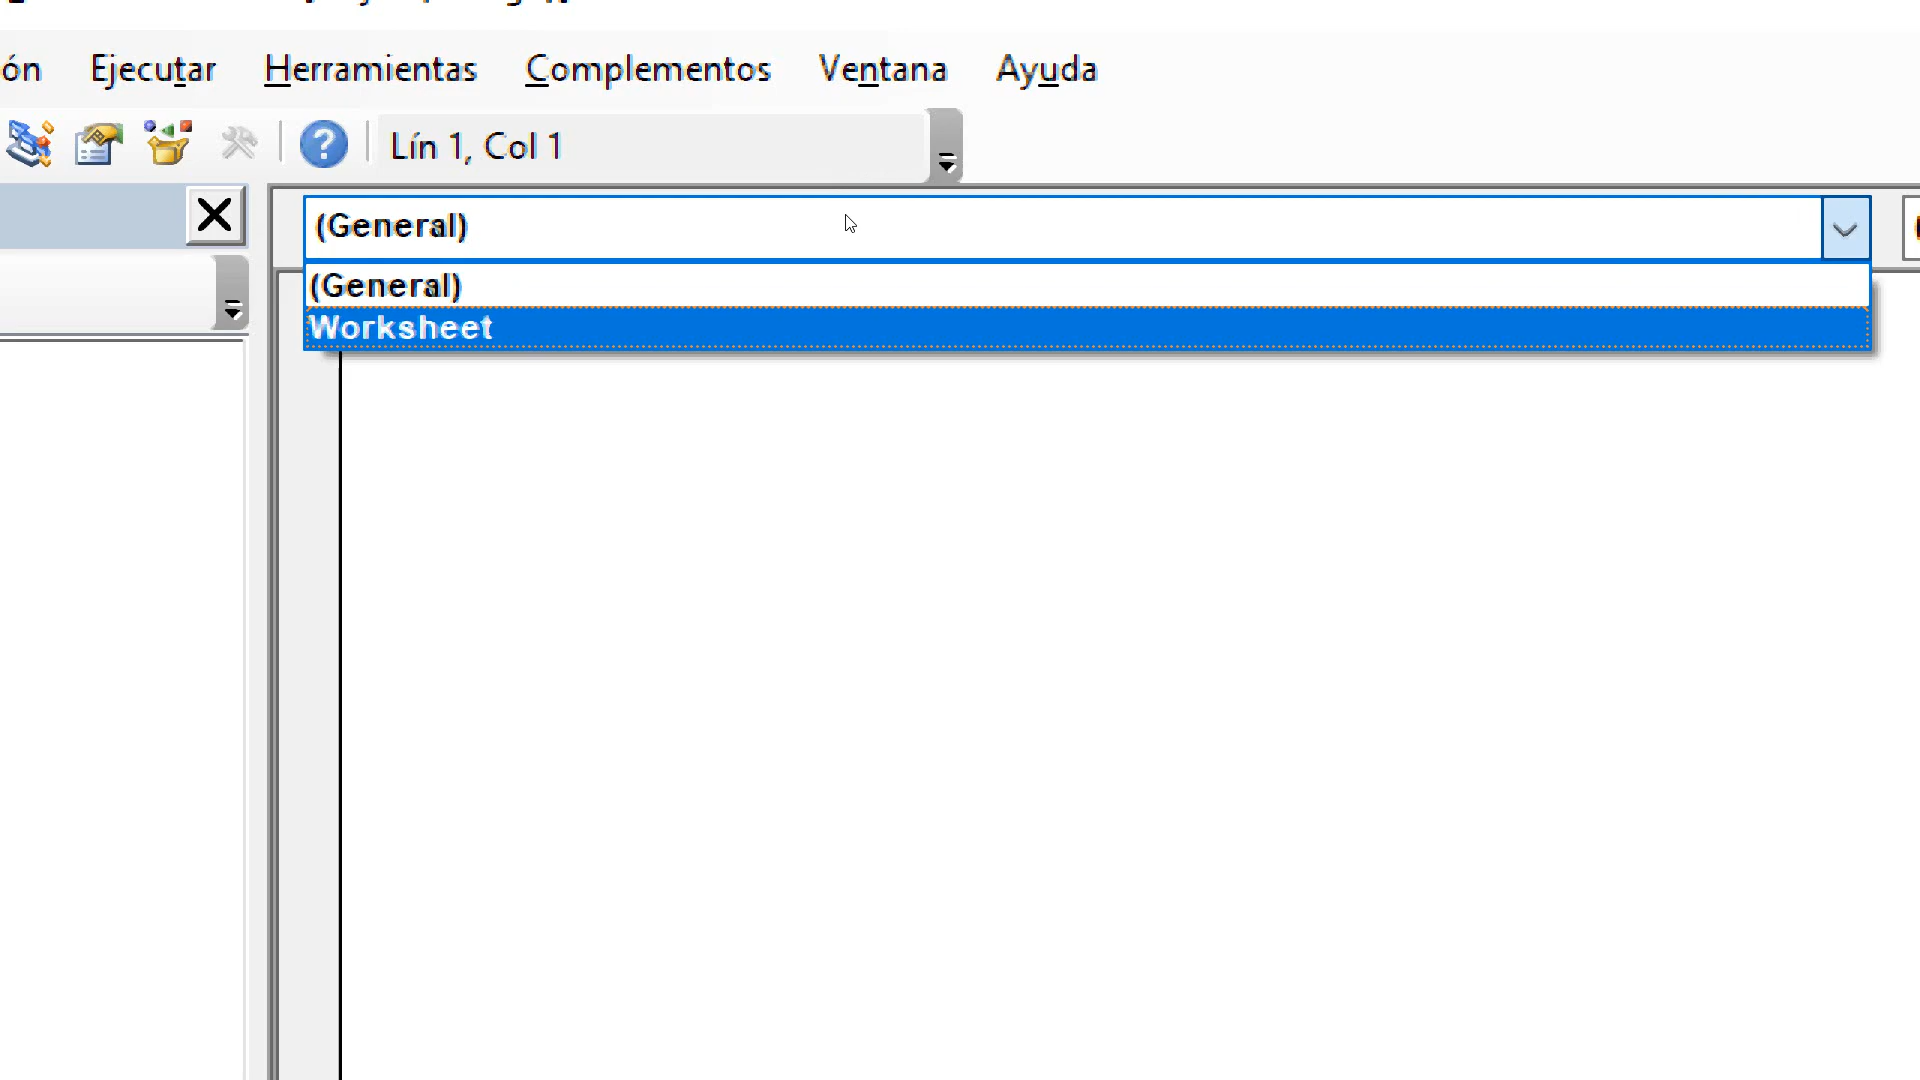 ón Ejecutar Herramientas Complementos Ventana Ayuda
? Lín 1, Col 1
(General)
(General)
Worksheet